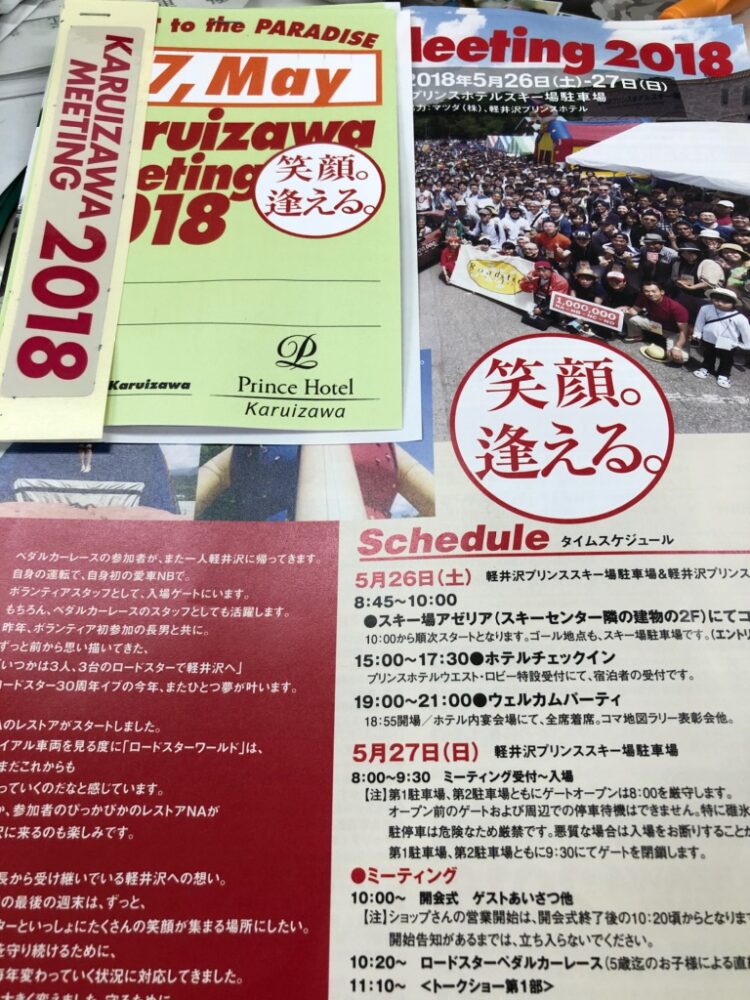 KARUIZAWA
MEETING 2018
to the PARADISE
7, May
ruizawa
eeting
018
笑顔。
逢える。
Karuizawa
Prince Hotel
Karuizawa
Meeting 2018
2018年5月26日(土)-27日(日)
プリンスホテルスキー場駐車場
協力:マツダ(株)、軽井沢プリンスホテル
1,000,000
笑顔。
逢える。
ペダルカーレースの参加者が、また一人軽井沢に帰ってきます。
自身の運転で、自身初の愛車NBで。
ボランティアスタッフとして、入場ゲートにいます。
もちろん、ペダルカーレースのスタッフとしても活躍します。
昨年、ボランティア初参加の長男と共に。
ずっと前から思い描いてきた、
「いつかは3人、3台のロードスターで軽井沢へ」
ロードスター30周年イブの今年、またひとつ夢が叶います。
のレストアがスタートしました。
イアル車両を見る度に「ロードスターワールド」は、
まだこれからも
っていくのだなと感じています。
か、参加者のぴっかぴかのレストアNAが
沢に来るのも楽しみです。
長から受け継いでいる軽井沢への想い。
の最後の週末は、ずっと、
ターといっしょにたくさんの笑顔が集まる場所にしたい。
を守り続けるために、
毎年変わっていく状況に対応してきました。
Schedule タイムスケジュール
5月26日(土) 軽井沢プリンススキー場駐車場&軽井沢プリンス
8:45〜10:00
●スキー場アゼリア(スキーセンター隣の建物の2F)にてコ
10:00から順次スタートとなります。ゴール地点も、スキー場駐車場です。(エントリ
15:00〜17:30●ホテルチェックイン
プリンスホテルウエスト・ロビー特設受付にて、宿泊者の受付です。
19:00〜21:00●ウェルカムパーティ
18:55開場/ホテル内宴会場にて、全席着席。コマ地図ラリー表彰会他。
5月27日(日) 軽井沢プリンススキー場駐車場
8:00〜9:30 ミーティング受付〜入場
【注】第1駐車場、第2駐車場ともにゲートオープンは8:00を厳守します。
オープン前のゲートおよび周辺での停車待機はできません。特に碓氷
駐停車は危険なため厳禁です。悪質な場合は入場をお断りすることが
第1駐車場、第2駐車場ともに9:30にてゲートを閉鎖します。
●ミーティング
10:00〜 開会式 ゲストあいさつ他
【注】ショップさんの営業開始は、開会式終了後の10:20頃からとなります
開始告知があるまでは、立ち入らないでください。
10:20〜 ロードスターペダルカーレース(5歳迄のお子様による直
11:10〜 <トークショー第1部>